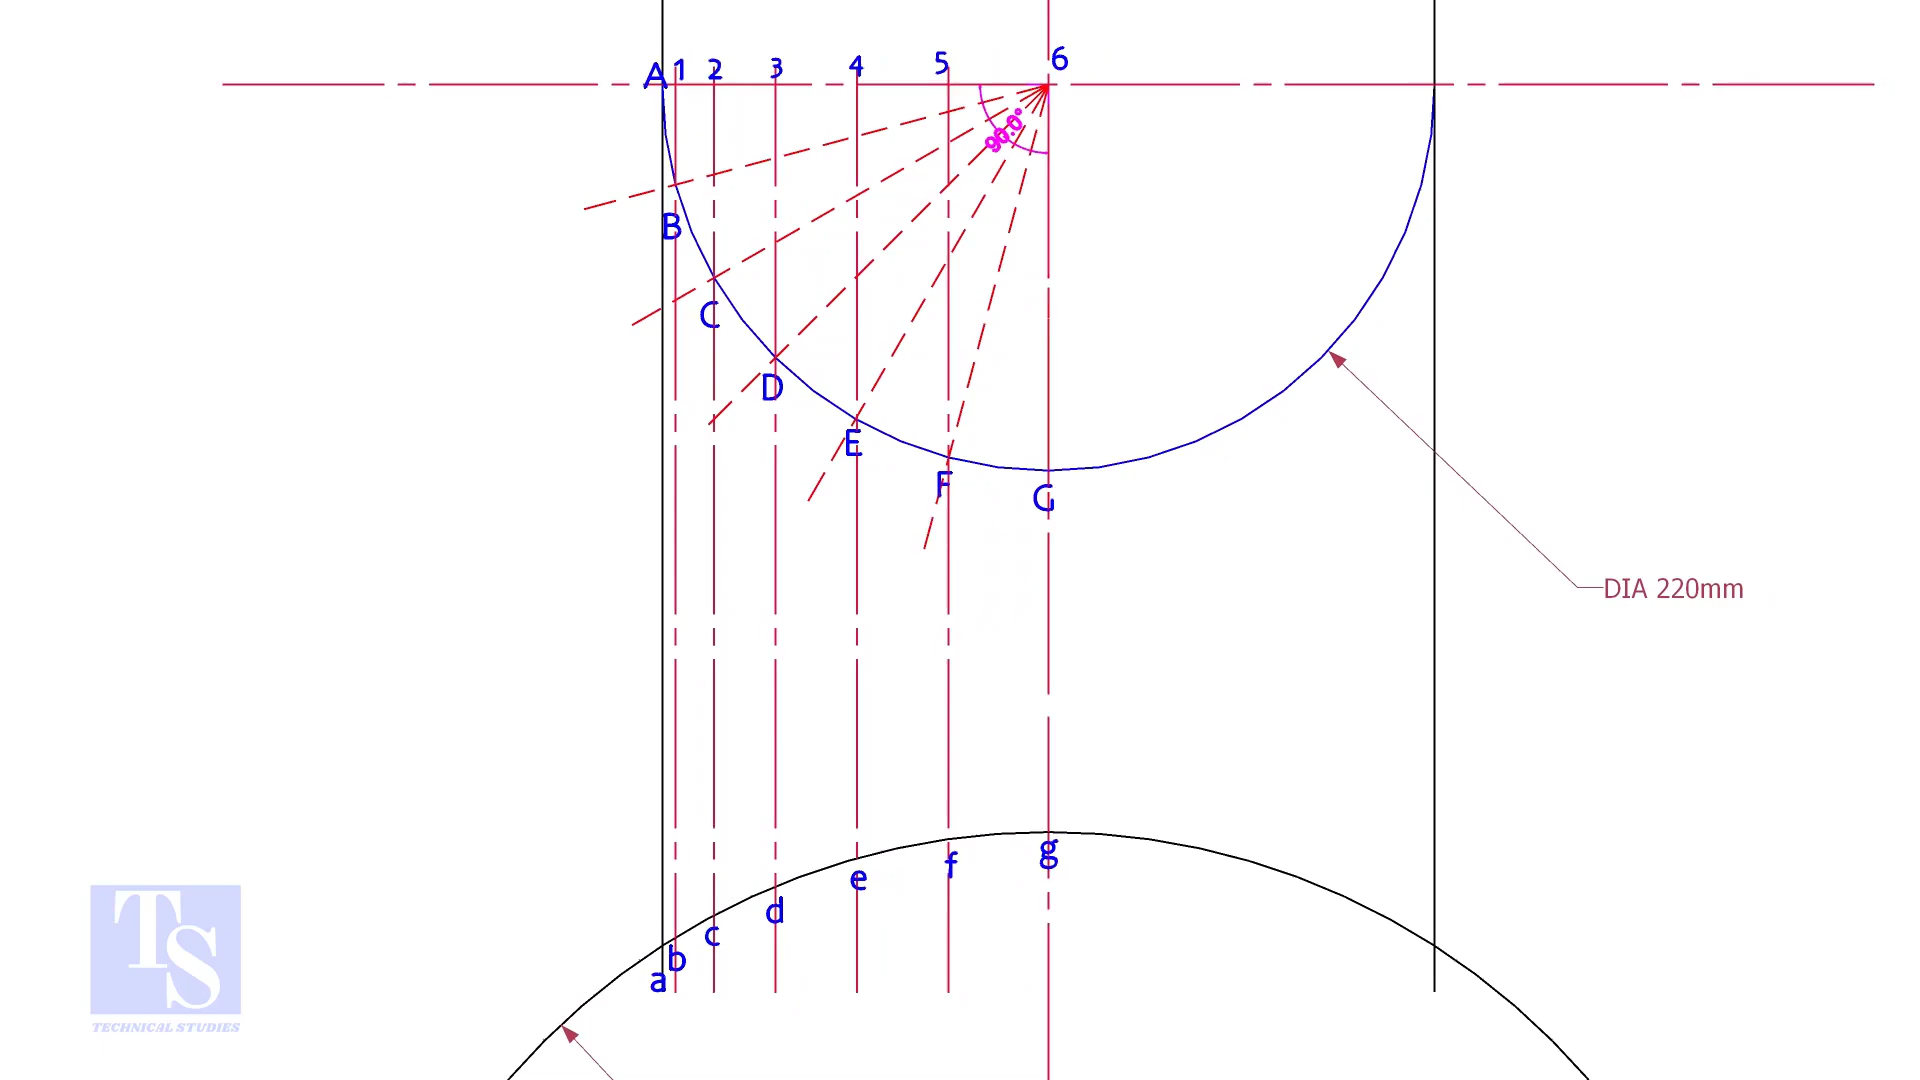 A 1 2 3 4 5 6
90.0°
B
C
D
E
F
G
DIA 220mm
a b c d e f g
TS
TECHNICAL STUDIES